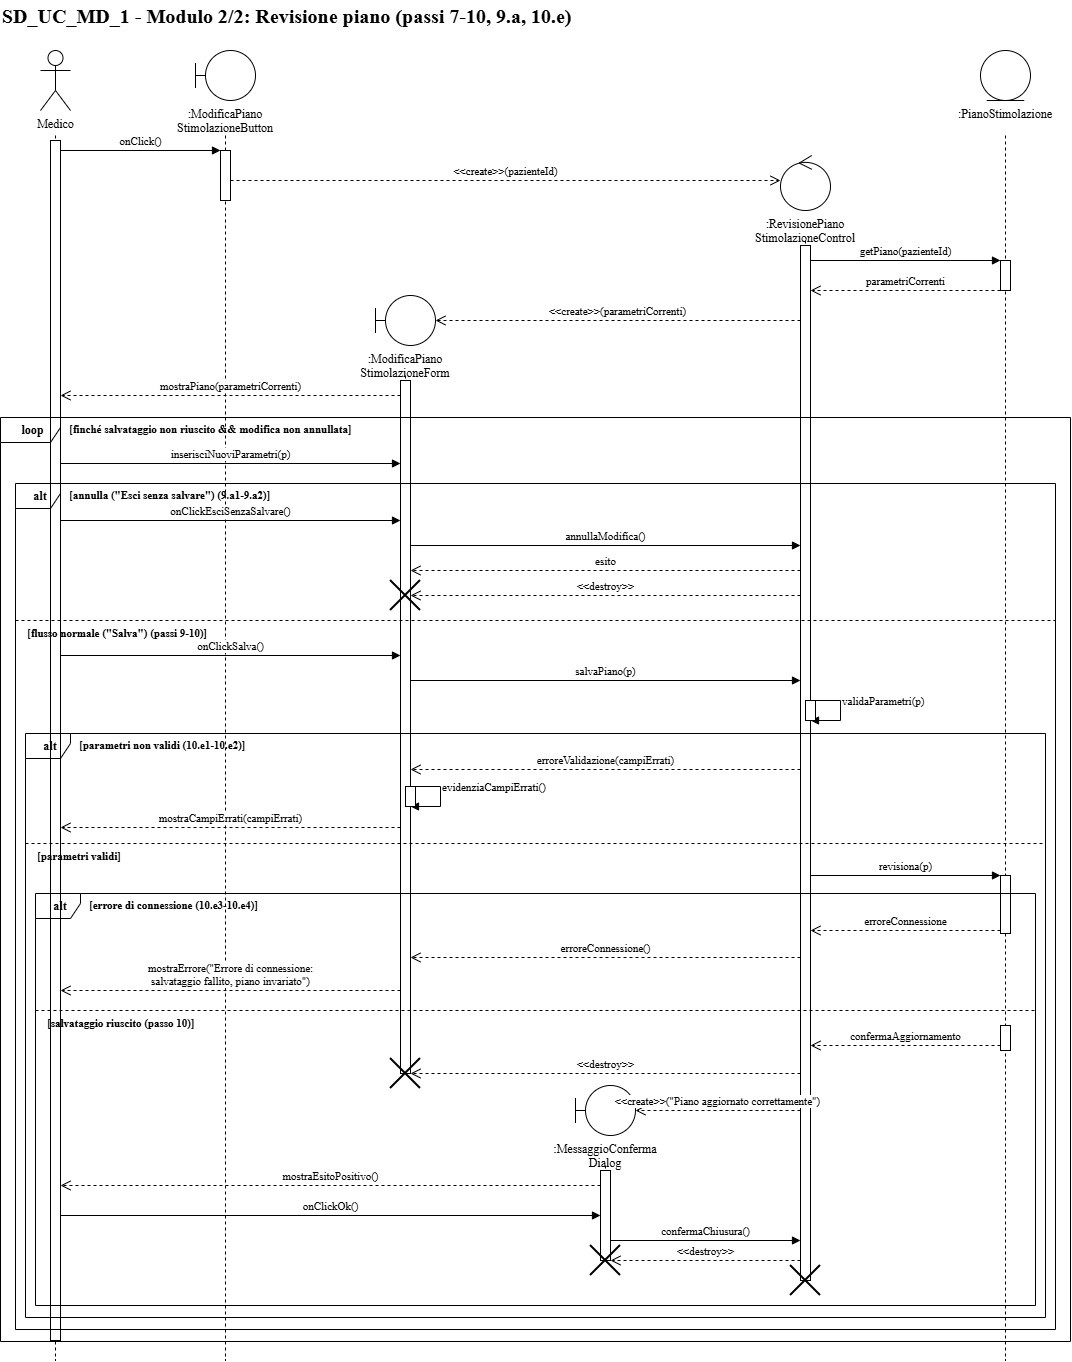 SD_UC_MD_1 - Modulo 2/2: Revisione piano (passi 7-10, 9.a, 10.e)
Medico
:ModificaPiano
StimolazioneButton
:PianoStimolazione
onClick()
<<create>>(pazienteId)
:RevisionePiano
StimolazioneControl
getPiano(pazienteId)
parametriCorrenti
<<create>>(parametriCorrenti)
:ModificaPiano
StimolazioneForm
mostraPiano(parametriCorrenti)
loop
[finché salvataggio non riuscito && modifica non annullata]
inserisciNuoviParametri(p)
alt
[annulla ("Esci senza salvare") (9.a1-9.a2)]
onClickEsciSenzaSalvare()
annullaModifica()
esito
<<destroy>>
[flusso normale ("Salva") (passi 9-10)]
onClickSalva()
salvaPiano(p)
validaParametri(p)
alt
[parametri non validi (10.e1-10.e2)]
erroreValidazione(campiErrati)
evidenziaCampiErrati()
mostraCampiErrati(campiErrati)
[parametri validi]
revisiona(p)
alt
[errore di connessione (10.e3-10.e4)]
erroreConnessione
erroreConnessione()
mostraErrore("Errore di connessione:
salvataggio fallito, piano invariato")
[salvataggio riuscito (passo 10)]
confermaAggiornamento
<<destroy>>
<<create>>("Piano aggiornato correttamente")
:MessaggioConferma
Dialog
mostraEsitoPositivo()
onClickOk()
confermaChiusura()
<<destroy>>